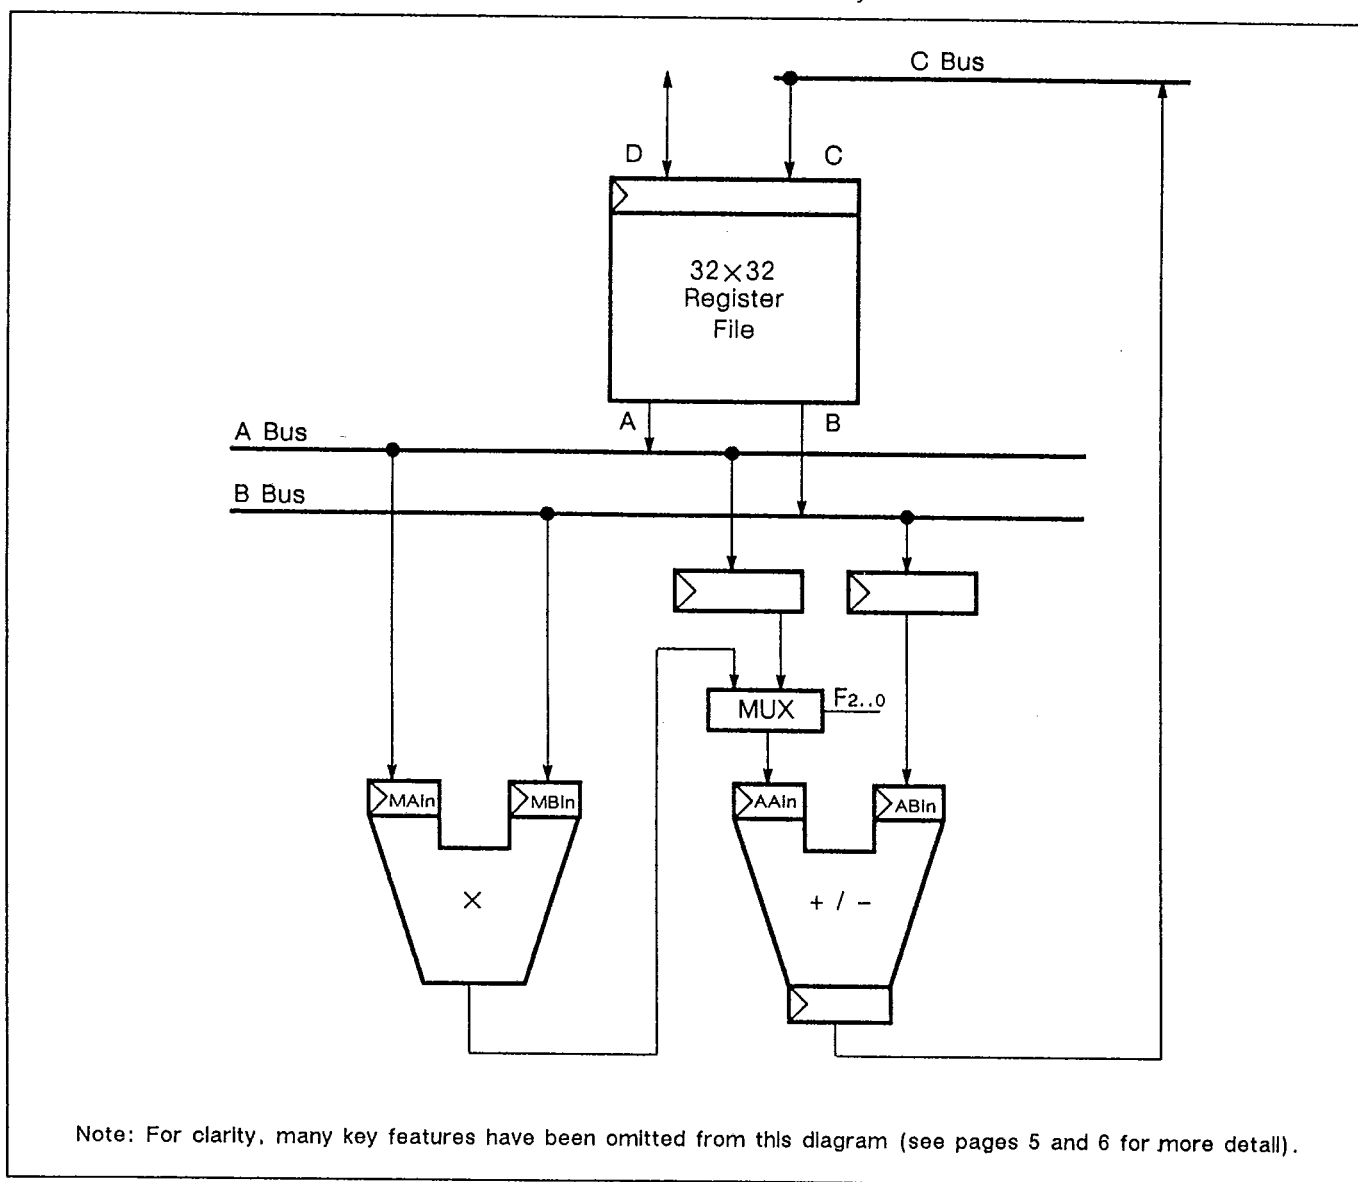 C Bus
D
C
32×32
Register
File
A
B
A Bus
B Bus
MUX
F2..0
MAIn
MBIn
AAIn
ABIn
×
+ / −
Note: For clarity, many key features have been omitted from this diagram (see pages 5 and 6 for more detail).